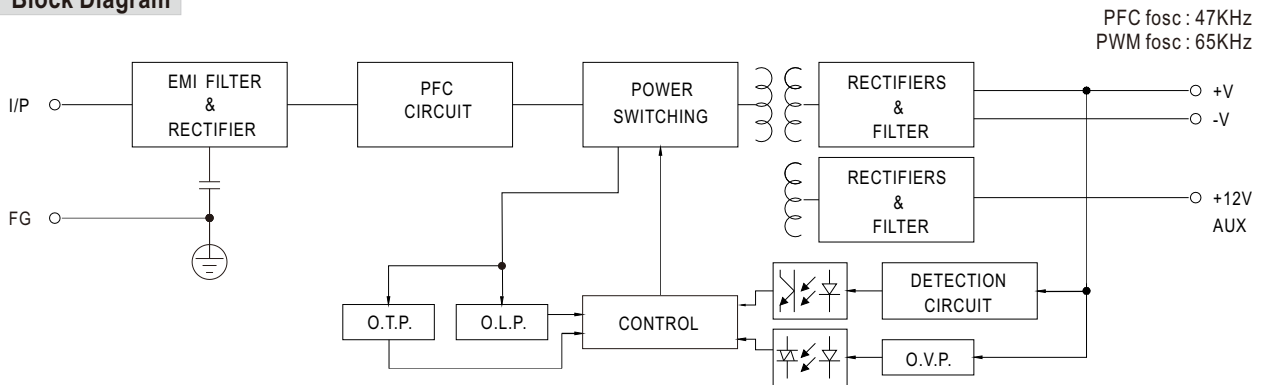 Block Diagram
PFC fosc : 47KHz
PWM fosc : 65KHz
I/P
EMI FILTER
&
RECTIFIER
PFC
CIRCUIT
POWER
SWITCHING
RECTIFIERS
&
FILTER
+V
-V
RECTIFIERS
&
FILTER
+12V
AUX
FG
O.T.P.
O.L.P.
CONTROL
DETECTION
CIRCUIT
O.V.P.